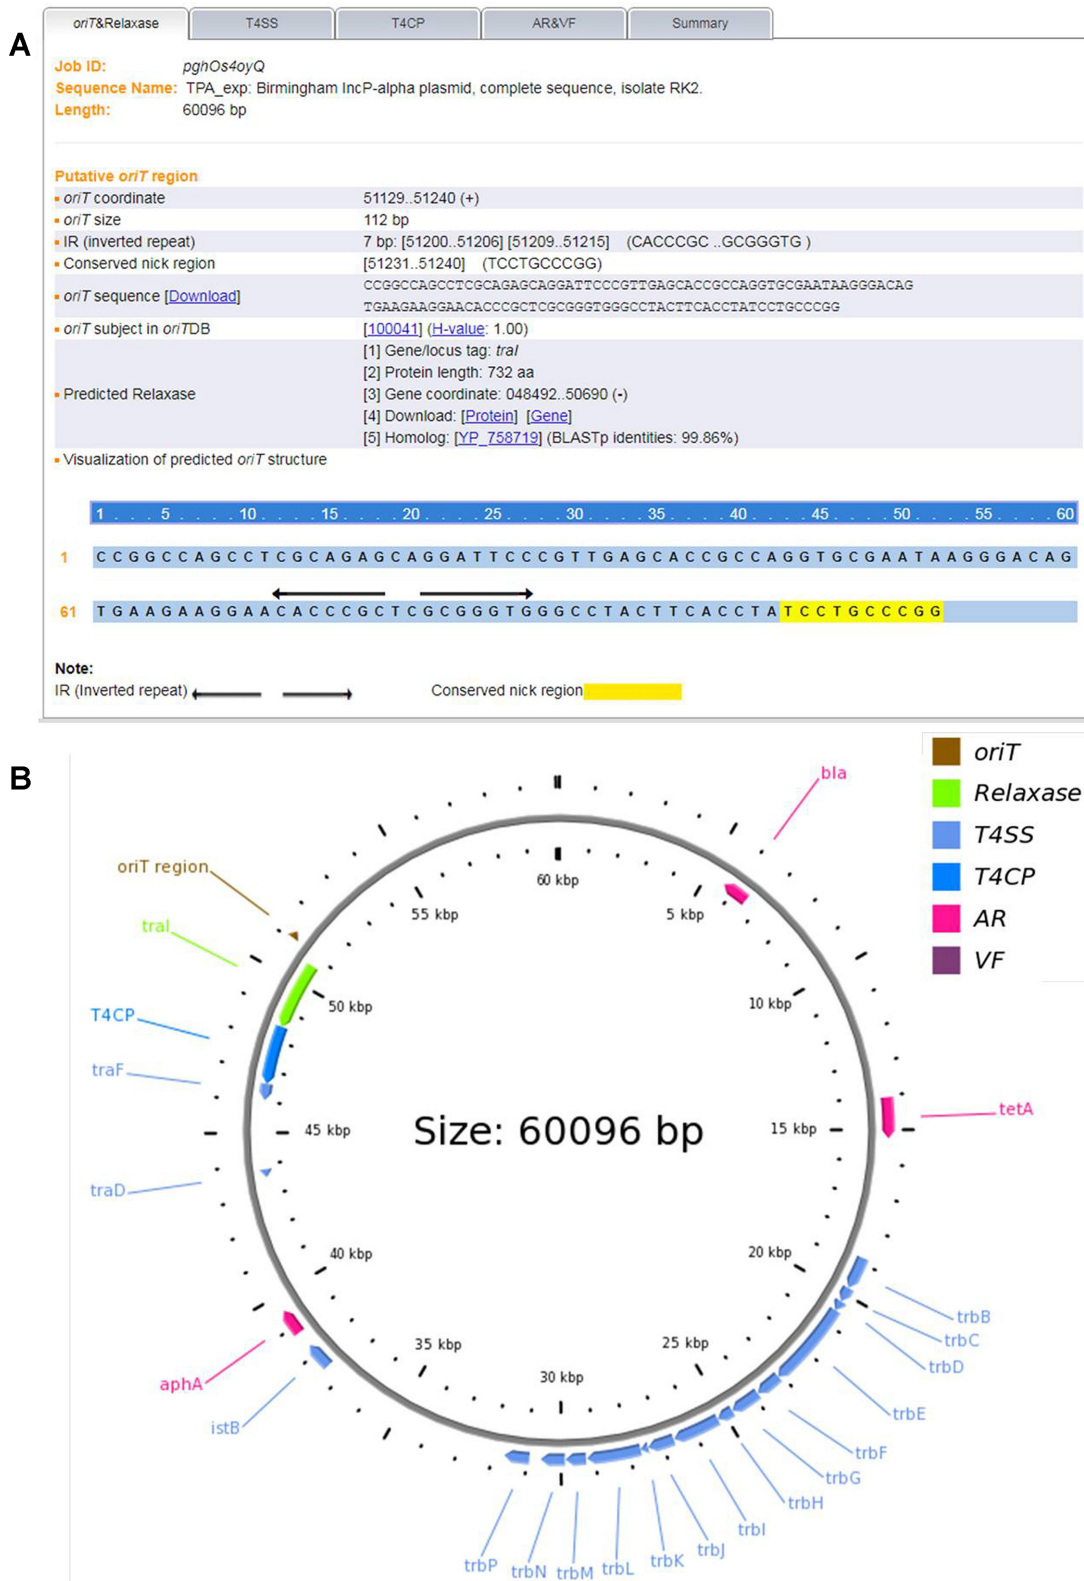 A
oriT&Relaxase T4SS T4CP AR&VF Summary
Job ID: pghOs4oyQ
Sequence Name: TPA_exp: Birmingham IncP-alpha plasmid, complete sequence, isolate RK2.
Length: 60096 bp
Putative oriT region
oriT coordinate 51129..51240 (+)
oriT size 112 bp
IR (inverted repeat) 7 bp: [51200..51206] [51209..51215] (CACCCGC ..GCGGGTG )
Conserved nick region [51231..51240] (TCCTGCCCGG)
oriT sequence [Download] CCGGCCAGCCTCGCAGAGCAGGATTCCCGTTGAGCACCGCCAGGTGCGAATAAGGGACAG
TGAAGAAGGAACACCCGCTCGCGGGTGGGCCTACTTCACCTATCCTGCCCGG
oriT subject in oriTDB [100041] (H-value: 1.00)
Predicted Relaxase [1] Gene/locus tag: traI
[2] Protein length: 732 aa
[3] Gene coordinate: 048492..50690 (-)
[4] Download: [Protein] [Gene]
[5] Homolog: [YP_758719] (BLASTp identities: 99.86%)
Visualization of predicted oriT structure
1 . . . 5 . . . . 10 . . . . 15 . . . . 20 . . . . 25 . . . . 30 . . . . 35 . . . . 40 . . . . 45 . . . . 50 . . . . 55 . . . . 60
1 C C G G C C A G C C T C G C A G A G C A G G A T T C C C G T T G A G C A C C G C C A G G T G C G A A T A A G G G A C A G
61 T G A A G A A G G A A C A C C C G C T C G C G G G T G G G C C T A C T T C A C C T A T C C T G C C C G G
Note:
IR (Inverted repeat) Conserved nick region
B
oriT
Relaxase
T4SS
T4CP
AR
VF
bla
oriT region
60 kbp
55 kbp
5 kbp
traI
50 kbp
10 kbp
T4CP
traF
tetA
45 kbp
Size: 60096 bp
15 kbp
traD
40 kbp
20 kbp
trbB
trbC
35 kbp
25 kbp
trbD
30 kbp
aphA
trbE
istB
trbF
trbG
trbH
trbI
trbJ
trbK
trbP
trbN
trbM
trbL